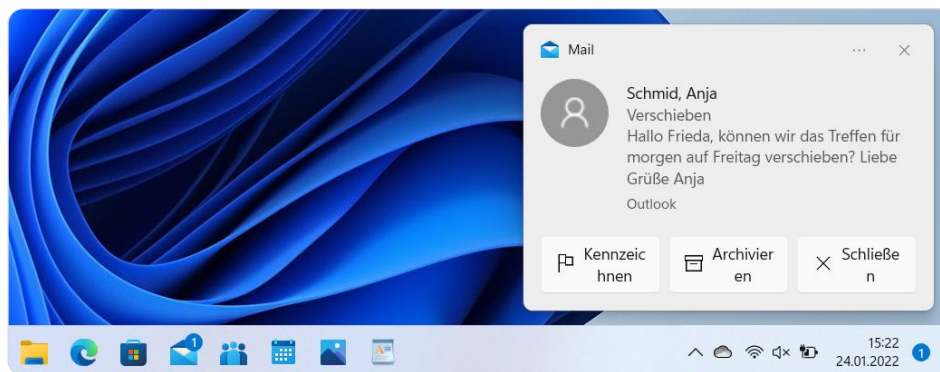 Mail
Schmid, Anja
Verschieben
Hallo Frieda, können wir das Treffen für
morgen auf Freitag verschieben? Liebe
Grüße Anja
Outlook
Kennzeic
hnen
Archivier
en
Schließe
n
1
15:22
24.01.2022
1